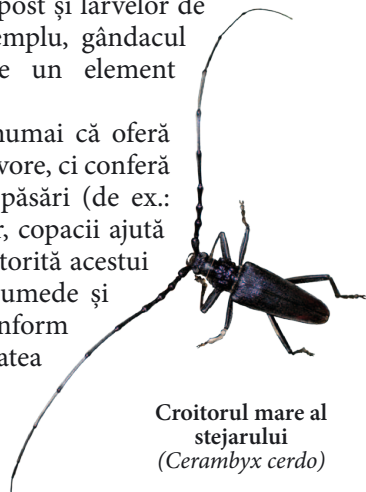 post și larvelor de
emplu, gândacul
e un element
numai că oferă
vore, ci conferă
păsări (de ex.:
r, copacii ajută
torită acestui
umede și
nform
atea
Croitorul mare al
stejarului
(Cerambyx cerdo)